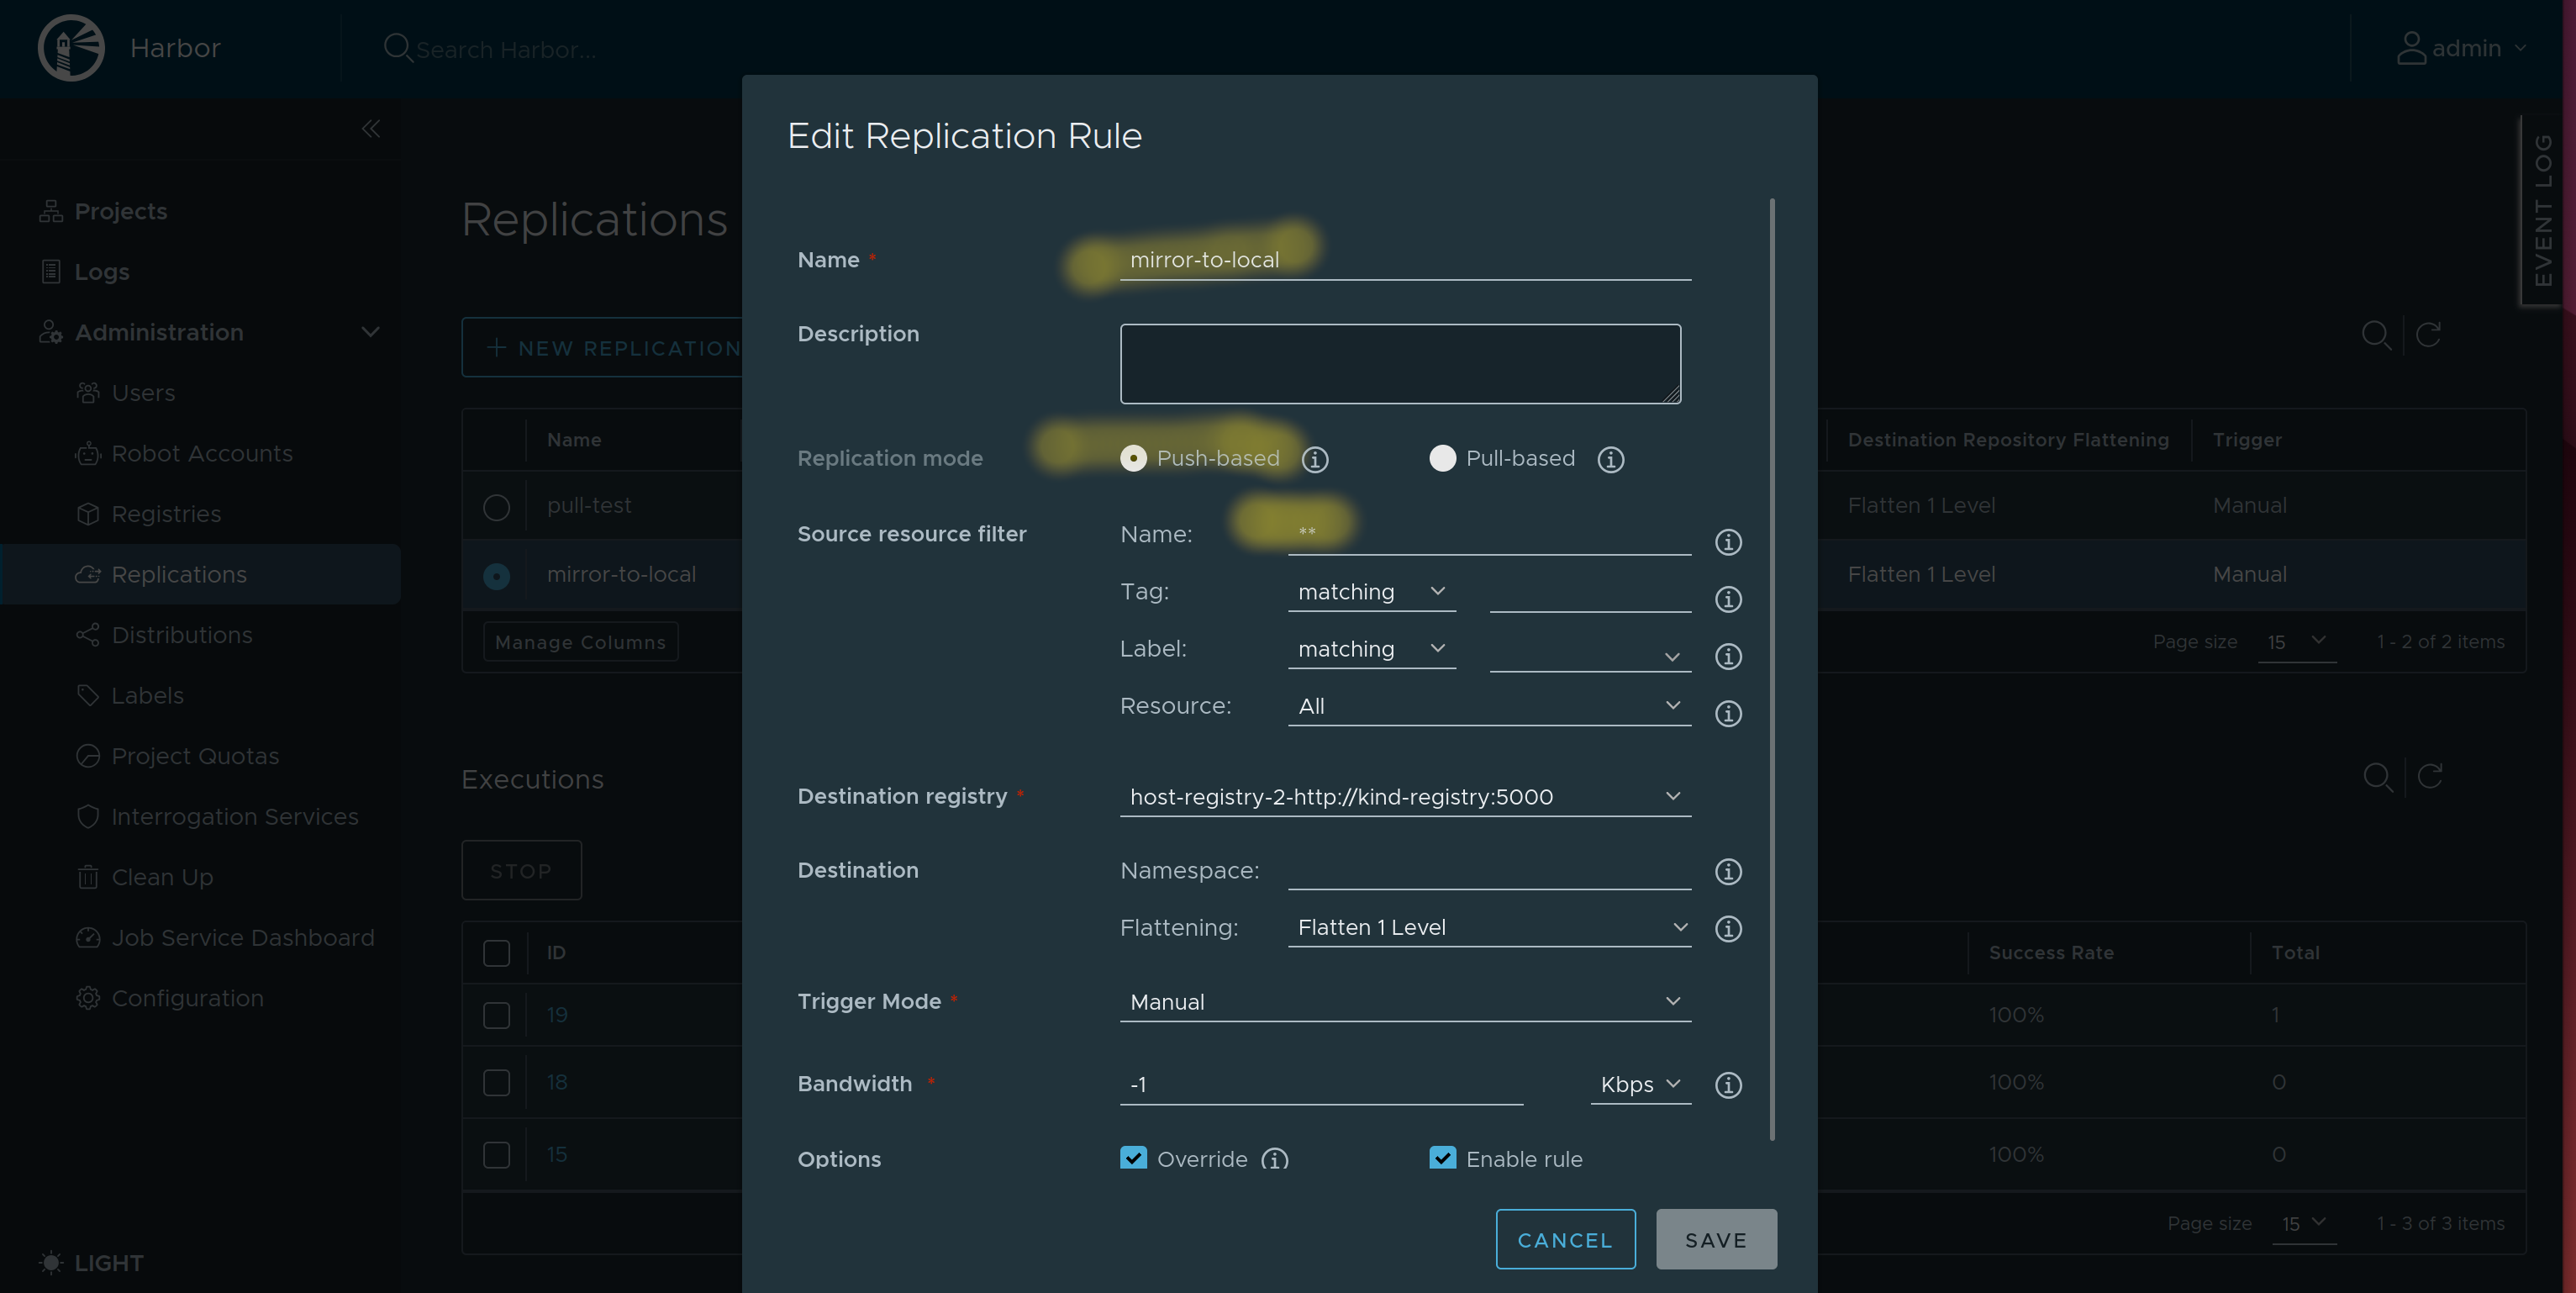 Harbor
Search Harbor...
admin
EVENT LOG
Projects
Logs
Administration
Users
Robot Accounts
Registries
Replications
Distributions
Labels
Project Quotas
Interrogation Services
Clean Up
Job Service Dashboard
Configuration
LIGHT
Replications
+ NEW REPLICATION
Name
Destination Repository Flattening
Trigger
pull-test
Flatten 1 Level
Manual
mirror-to-local
Flatten 1 Level
Manual
Manage Columns
Page size 15 1 - 2 of 2 items
Executions
STOP
ID
Success Rate
Total
19
100%
1
18
100%
0
15
100%
0
Page size 15 1 - 3 of 3 items
Edit Replication Rule
Name * mirror-to-local
Description
Replication mode Push-based Pull-based
Source resource filter Name: **
Tag: matching
Label: matching
Resource: All
Destination registry * host-registry-2-http://kind-registry:5000
Destination Namespace:
Flattening: Flatten 1 Level
Trigger Mode * Manual
Bandwidth * -1 Kbps
Options Override Enable rule
CANCEL SAVE